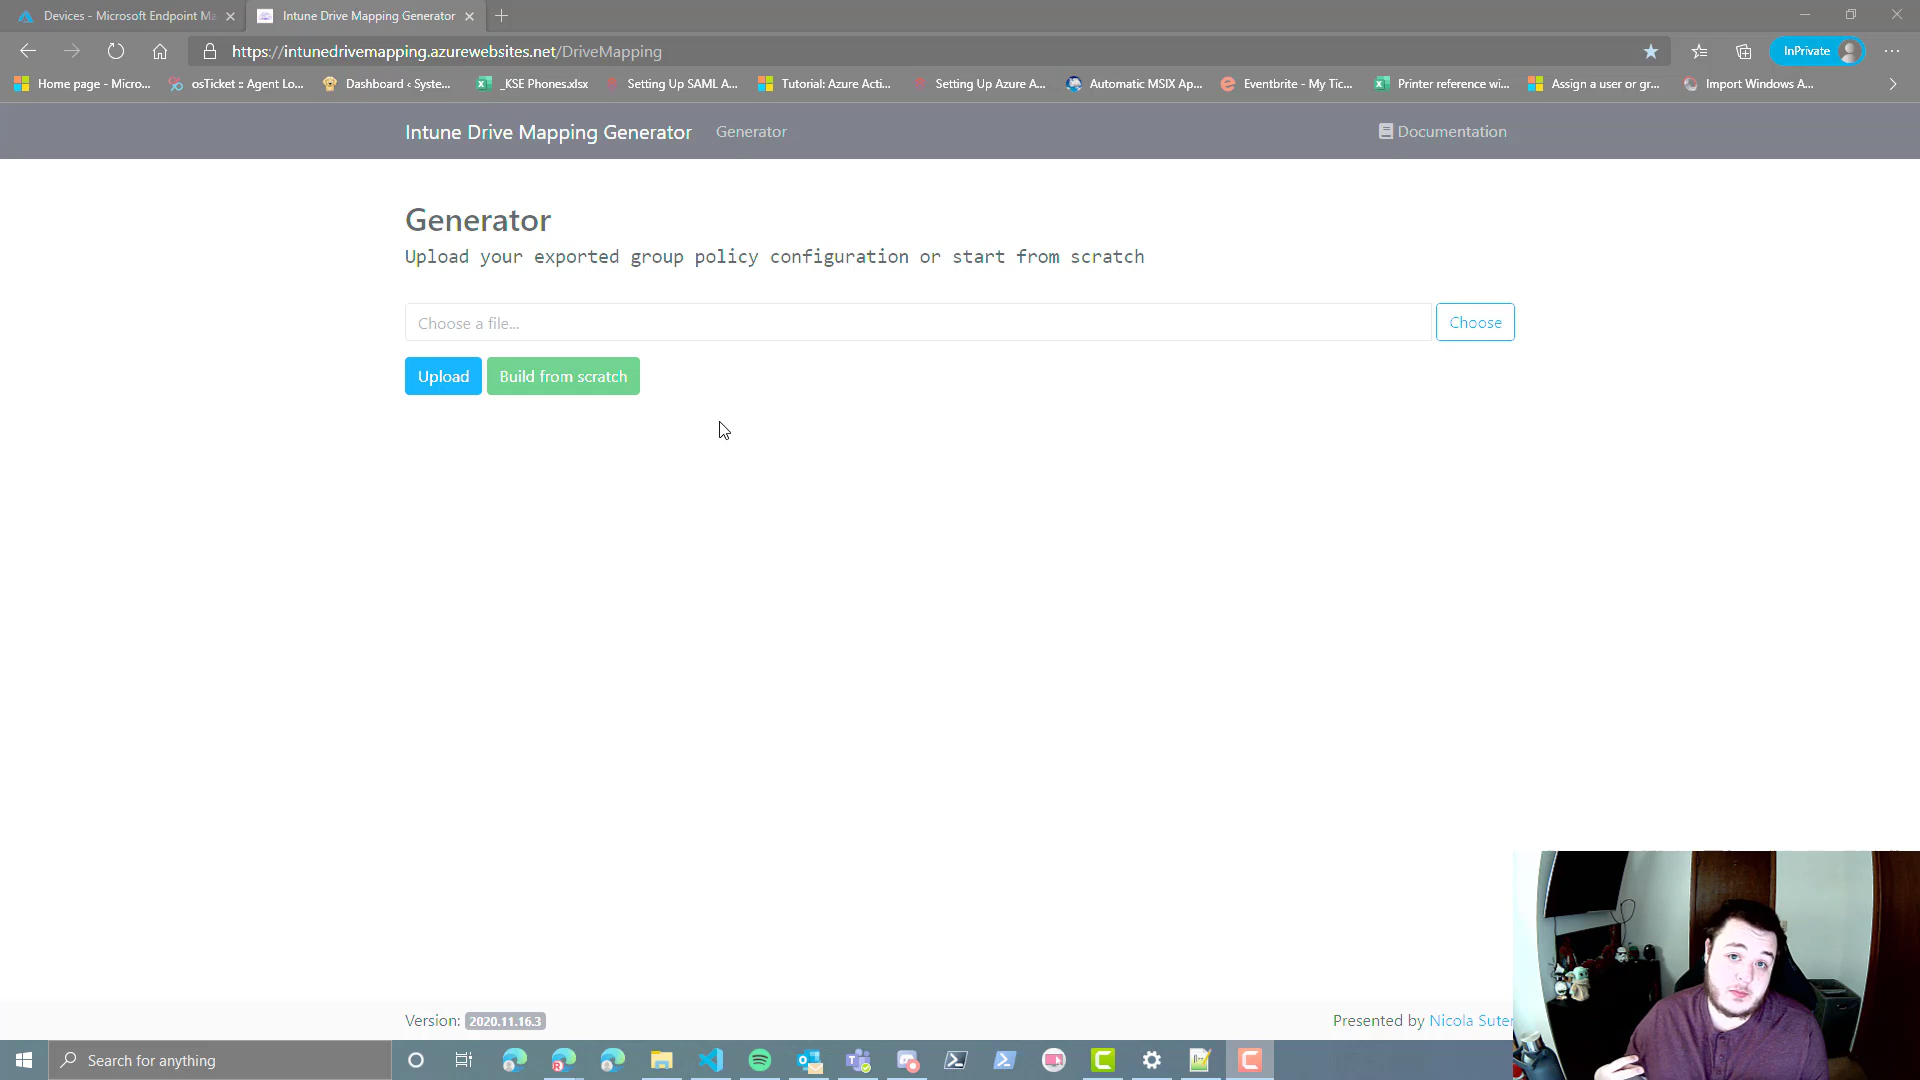 Devices - Microsoft Endpoint Ma
Intune Drive Mapping Generator
https://intunedrivemapping.azurewebsites.net/DriveMapping
InPrivate
Home page - Micro...
osTicket :: Agent Lo...
Dashboard ‹ Syste...
_KSE Phones.xlsx
Setting Up SAML A...
Tutorial: Azure Acti...
Setting Up Azure A...
Automatic MSIX Ap...
Eventbrite - My Tic...
Printer reference wi...
Assign a user or gr...
Import Windows A...
Intune Drive Mapping Generator
Generator
Documentation
Generator
Upload your exported group policy configuration or start from scratch
Choose a file...
Choose
Upload
Build from scratch
Version: 2020.11.16.3
Presented by Nicola Suter
Search for anything